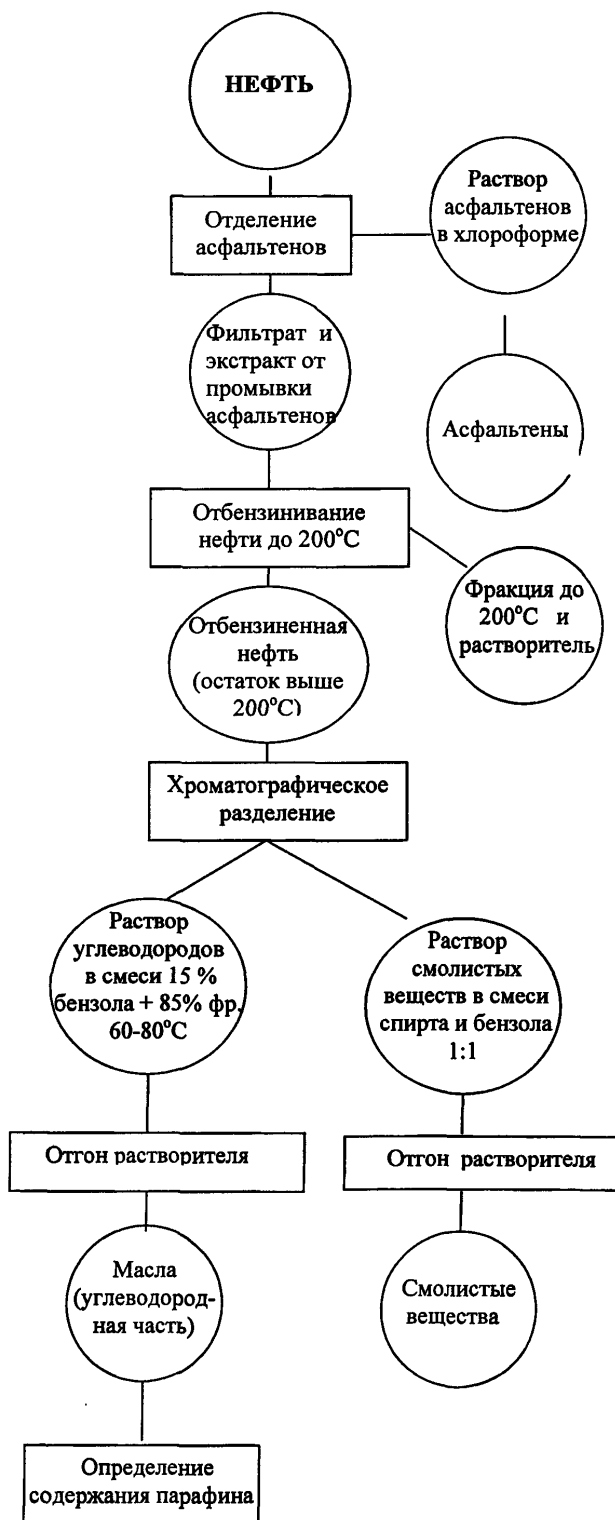 НЕФТЬ
Отделение
асфальтенов
Раствор
асфальтенов
в хлороформе
Фильтрат и
экстракт от
промывки
асфальтенов
Асфальтены
Отбензинивание
нефти до 200°С
Фракция до
200°С и
растворитель
Отбензиненная
нефть
(остаток выше
200°С)
Хроматографическое
разделение
Раствор
углеводородов
в смеси 15 %
бензола + 85% фр,
60-80°С
Раствор
смолистых
веществ в смеси
спирта и бензола
1:1
Отгон растворителя
Отгон растворителя
Масла
(углеводород-
ная часть)
Смолистые
вещества
Определение
содержания парафина